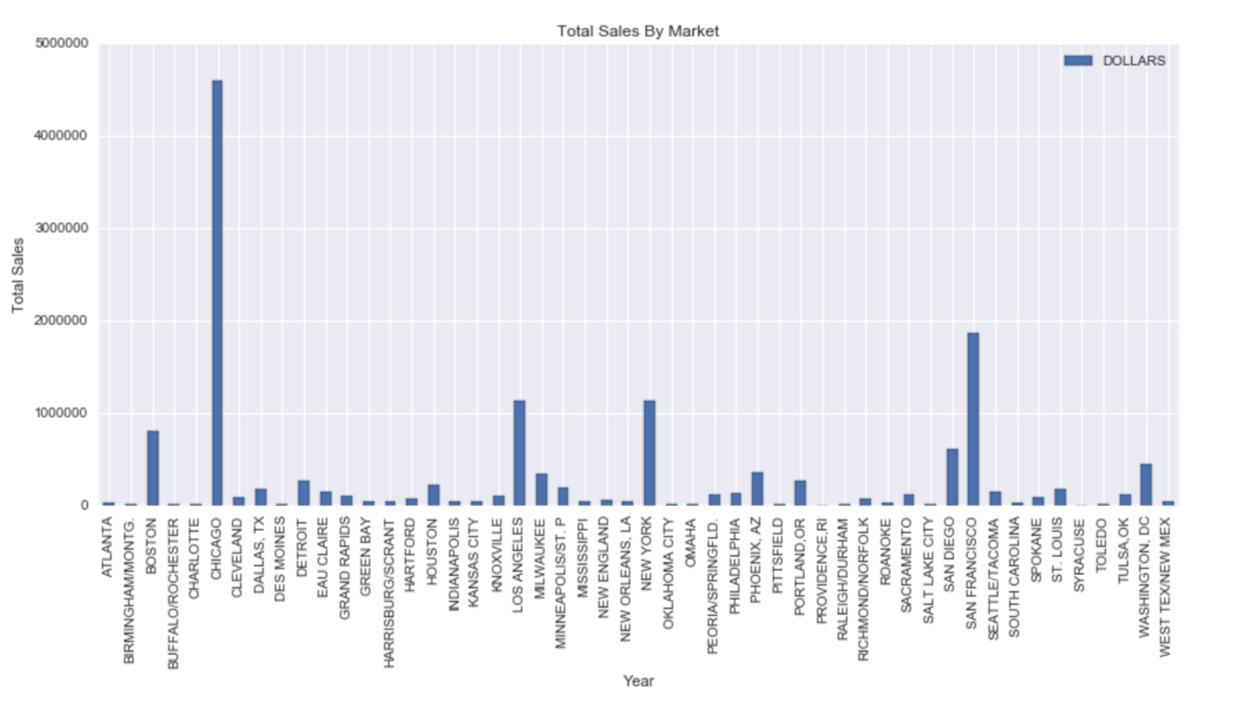 Total Sales By Market
DOLLARS
Total Sales
5000000
4000000
3000000
2000000
1000000
0
ATLANTA
BIRMINGHAM/MONTG.
BOSTON
BUFFALO/ROCHESTER
CHARLOTTE
CHICAGO
CLEVELAND
DALLAS, TX
DES MOINES
DETROIT
EAU CLAIRE
GRAND RAPIDS
GREEN BAY
HARRISBURG/SCRANT
HARTFORD
HOUSTON
INDIANAPOLIS
KANSAS CITY
KNOXVILLE
LOS ANGELES
MILWAUKEE
MINNEAPOLIS/ST. P
MISSISSIPPI
NEW ENGLAND
NEW ORLEANS, LA
NEW YORK
OKLAHOMA CITY
OMAHA
PEORIA/SPRINGFLD.
PHILADELPHIA
PHOENIX, AZ
PITTSFIELD
PORTLAND,OR
PROVIDENCE,RI
RALEIGH/DURHAM
RICHMOND/NORFOLK
ROANOKE
SACRAMENTO
SALT LAKE CITY
SAN DIEGO
SAN FRANCISCO
SEATTLE/TACOMA
SOUTH CAROLINA
SPOKANE
ST. LOUIS
SYRACUSE
TOLEDO
TULSA,OK
WASHINGTON, DC
WEST TEX/NEW MEX
Year